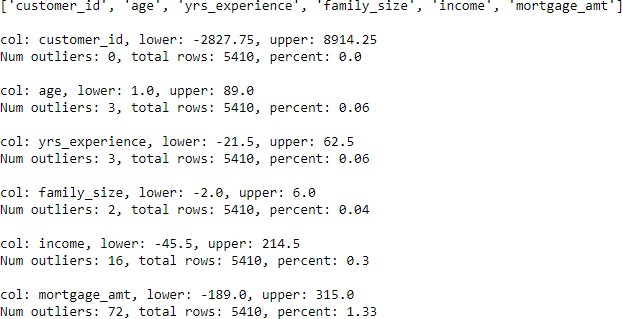 ['customer_id', 'age', 'yrs_experience', 'family_size', 'income', 'mortgage_amt']
col: customer_id, lower: -2827.75, upper: 8914.25
Num outliers: 0, total rows: 5410, percent: 0.0
col: age, lower: 1.0, upper: 89.0
Num outliers: 3, total rows: 5410, percent: 0.06
col: yrs_experience, lower: -21.5, upper: 62.5
Num outliers: 3, total rows: 5410, percent: 0.06
col: family_size, lower: -2.0, upper: 6.0
Num outliers: 2, total rows: 5410, percent: 0.04
col: income, lower: -45.5, upper: 214.5
Num outliers: 16, total rows: 5410, percent: 0.3
col: mortgage_amt, lower: -189.0, upper: 315.0
Num outliers: 72, total rows: 5410, percent: 1.33